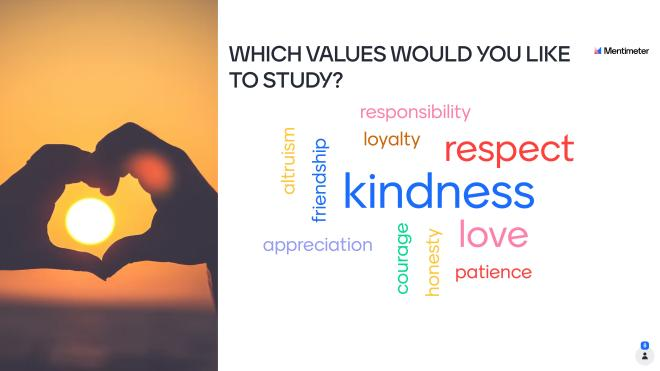 WHICH VALUES WOULD YOU LIKE
TO STUDY?
Mentimeter
responsibility
altruism
friendship
loyalty
respect
kindness
appreciation
courage
honesty
love
patience